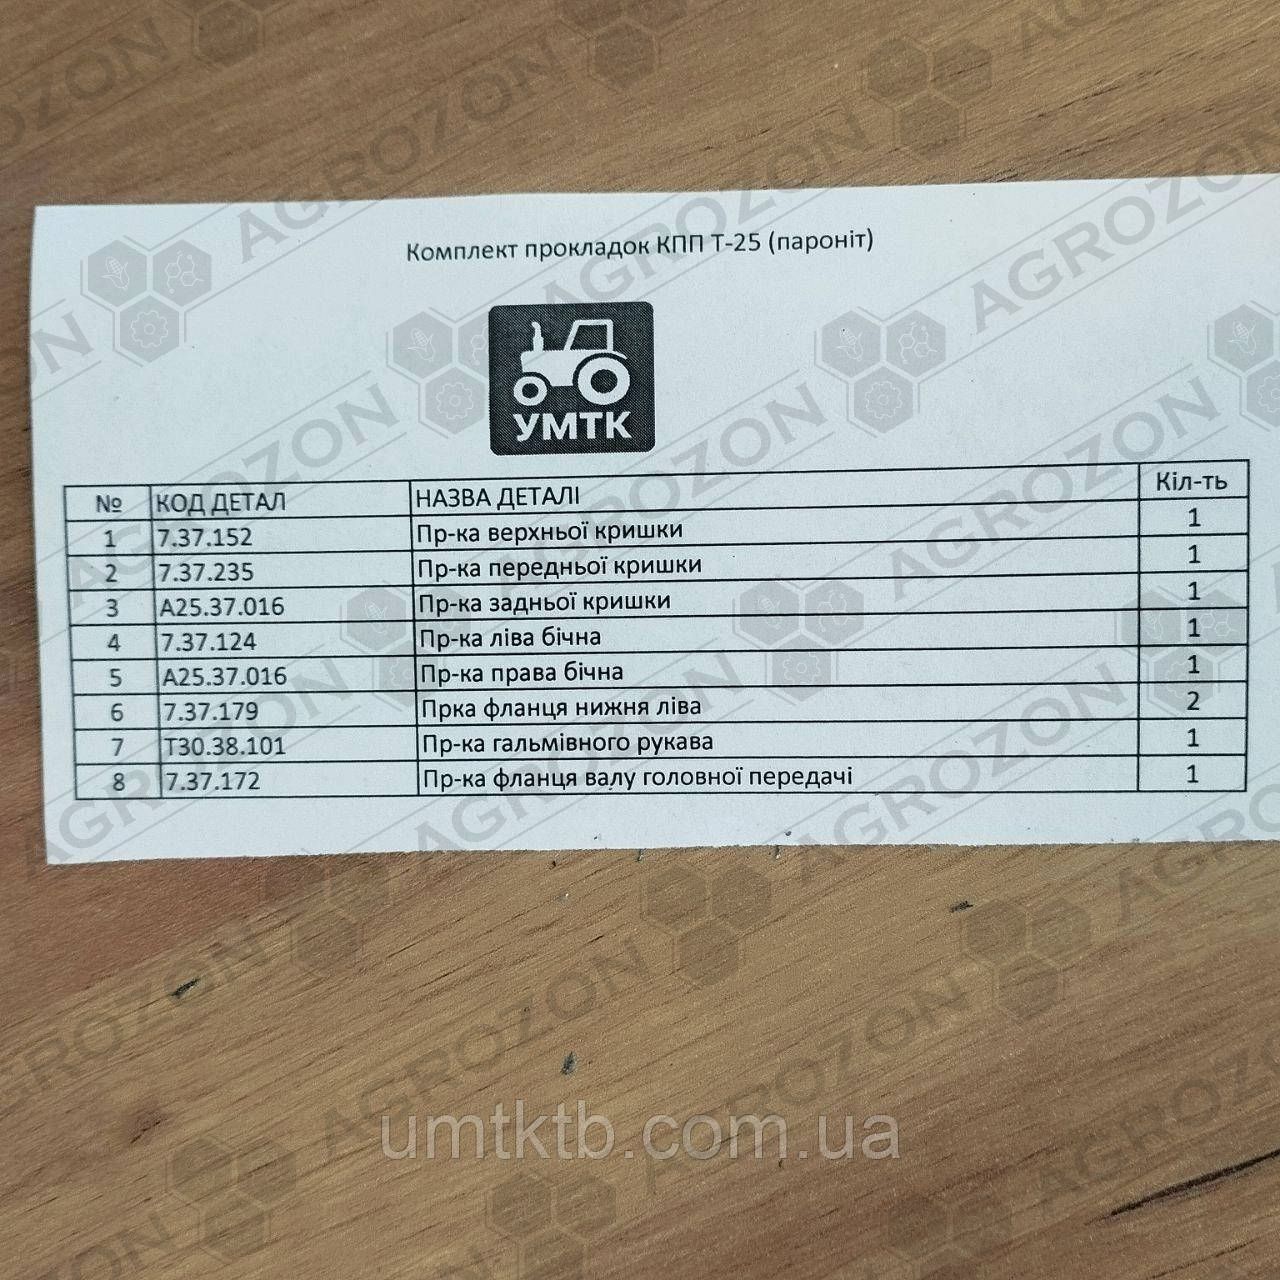 Комплект прокладок КПП Т-25 (пароніт)
УМТК
№ КОД ДЕТАЛ НАЗВА ДЕТАЛІ Кіл-ть
1 7.37.152 Пр-ка верхньої кришки 1
2 7.37.235 Пр-ка передньої кришки 1
3 А25.37.016 Пр-ка задньої кришки 1
4 7.37.124 Пр-ка ліва бічна 1
5 А25.37.016 Пр-ка права бічна 1
6 7.37.179 Прка фланця нижня ліва 2
7 Т30.38.101 Пр-ка гальмівного рукава 1
8 7.37.172 Пр-ка фланця валу головної передачі 1
umtktb.com.ua
AGROZON